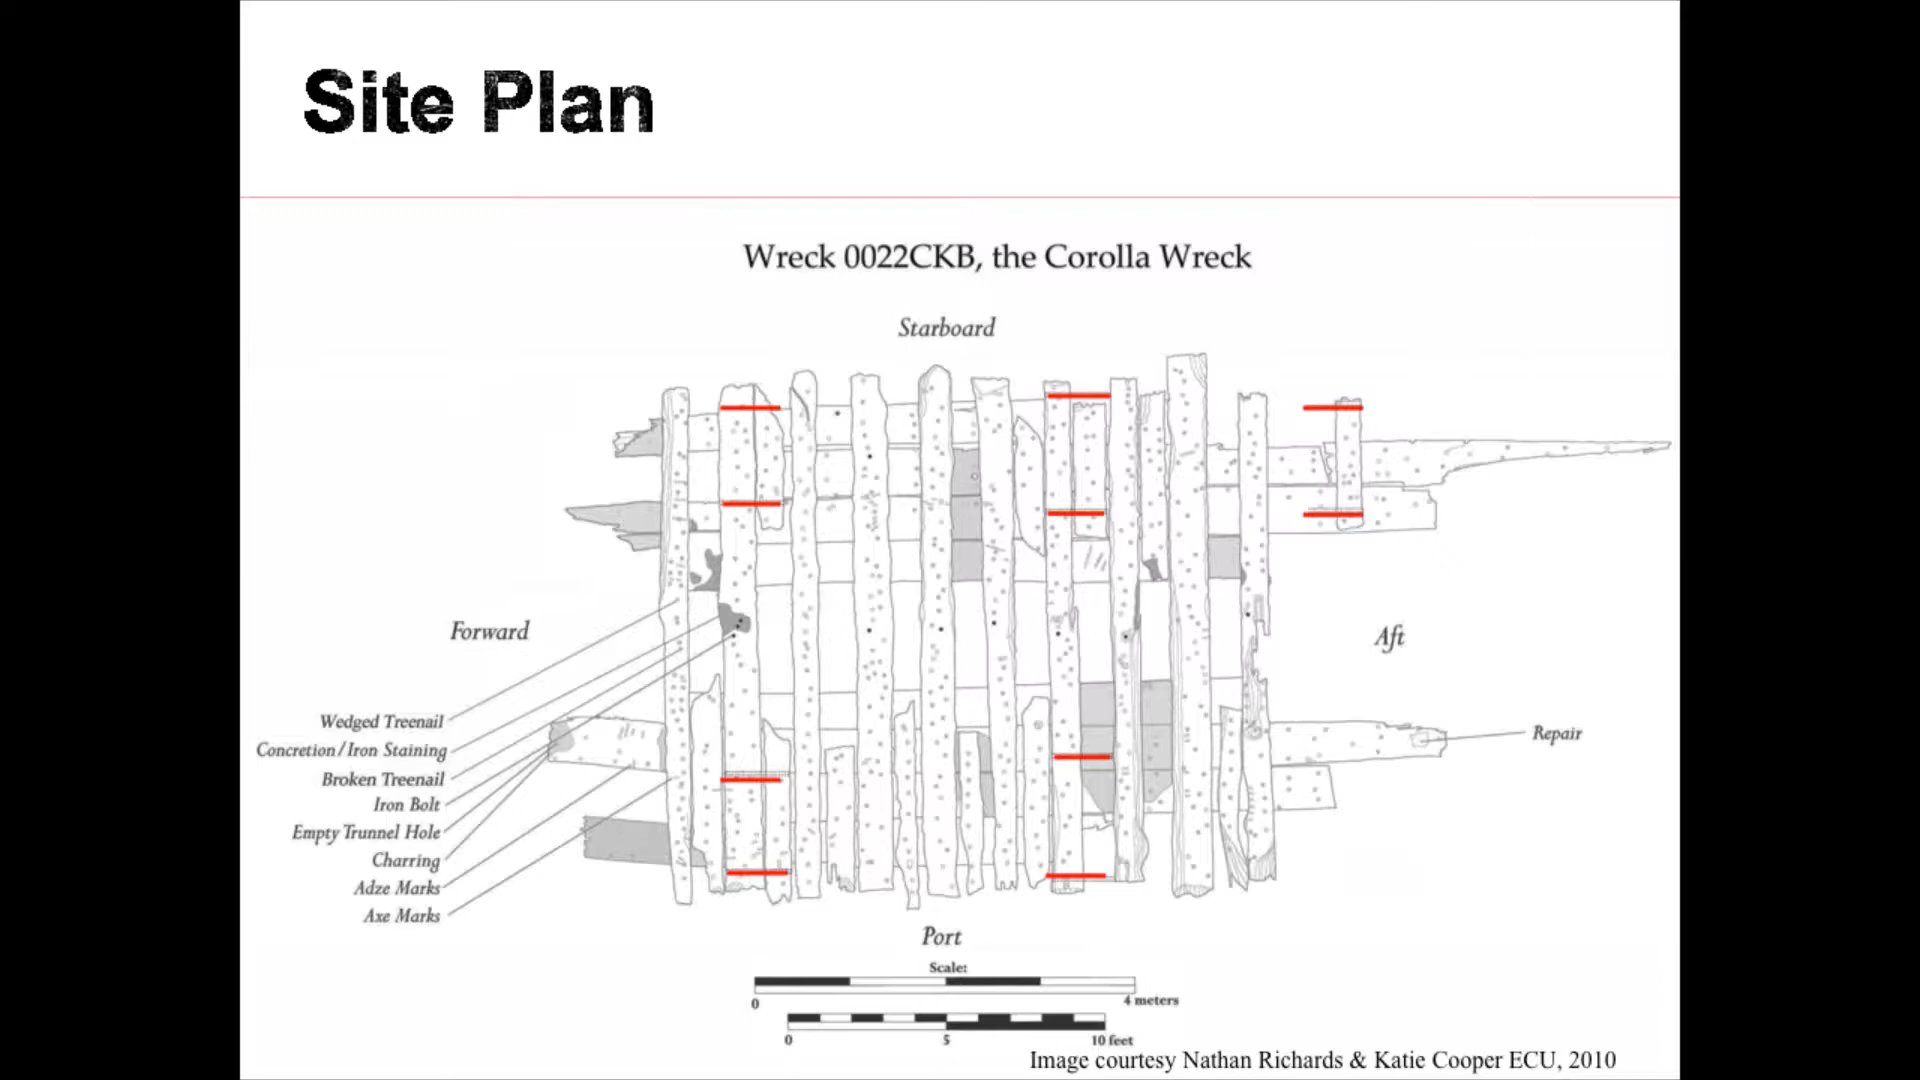 Site Plan
Wreck 0022CKB, the Corolla Wreck
Starboard
Forward
Aft
Wedged Treenail
Concretion/Iron Staining
Broken Treenail
Iron Bolt
Empty Trunnel Hole
Charring
Adze Marks
Axe Marks
Repair
Port
Scale:
0 4 meters
0 5 10 feet
Image courtesy Nathan Richards & Katie Cooper ECU, 2010